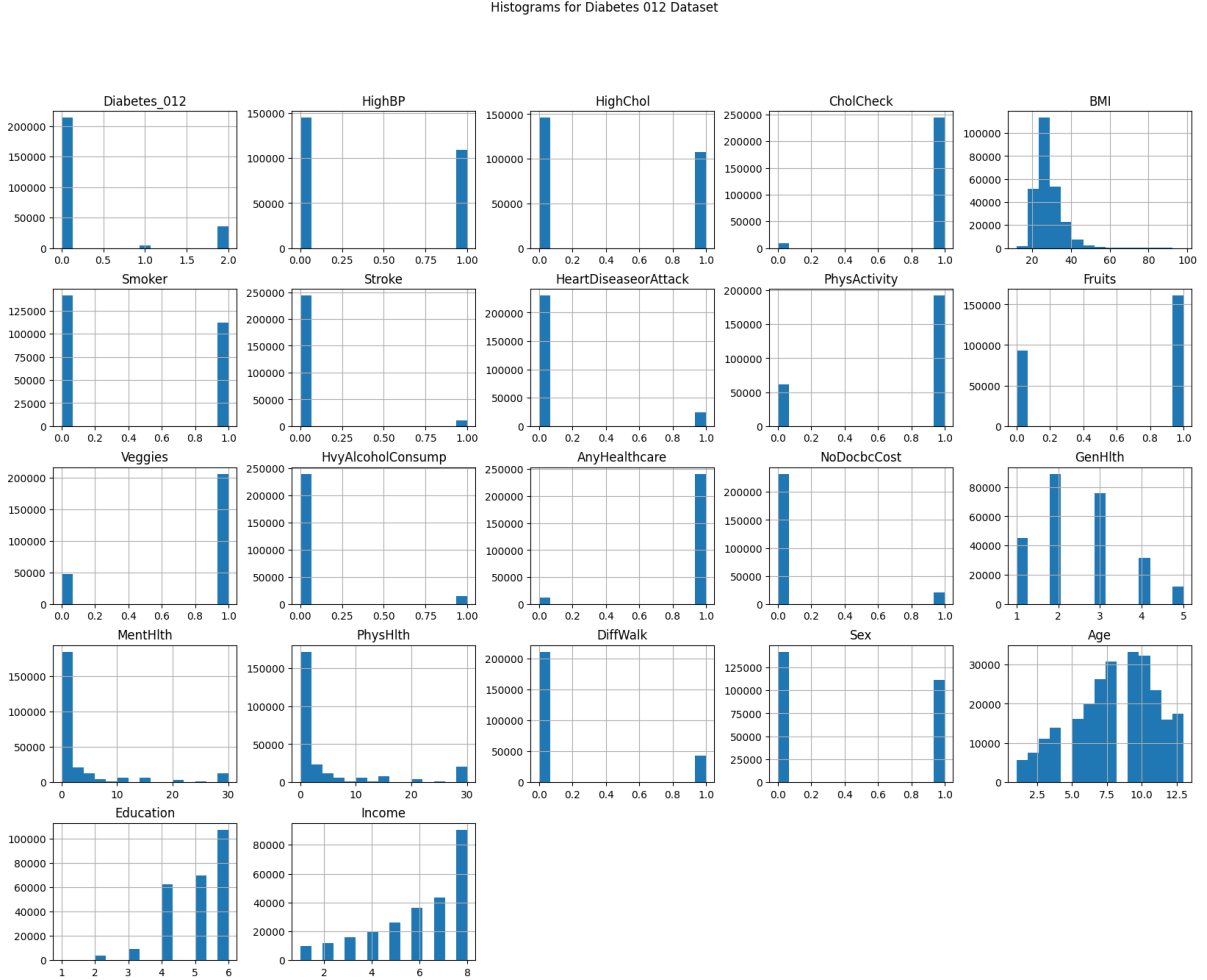 Histograms for Diabetes 012 Dataset
Diabetes_012
200000
150000
100000
50000
0
0.0 0.5 1.0 1.5 2.0
HighBP
150000
100000
50000
0
0.00 0.25 0.50 0.75 1.00
HighChol
150000
100000
50000
0
0.0 0.2 0.4 0.6 0.8 1.0
CholCheck
250000
200000
150000
100000
50000
0
0.0 0.2 0.4 0.6 0.8 1.0
BMI
100000
80000
60000
40000
20000
0
20 40 60 80 100
Smoker
125000
100000
75000
50000
25000
0
0.0 0.2 0.4 0.6 0.8 1.0
Stroke
250000
200000
150000
100000
50000
0
0.00 0.25 0.50 0.75 1.00
HeartDiseaseorAttack
200000
150000
100000
50000
0
0.0 0.2 0.4 0.6 0.8 1.0
PhysActivity
200000
150000
100000
50000
0
0.0 0.2 0.4 0.6 0.8 1.0
Fruits
150000
100000
50000
0
0.0 0.2 0.4 0.6 0.8 1.0
Veggies
200000
150000
100000
50000
0
0.0 0.2 0.4 0.6 0.8 1.0
HvyAlcoholConsump
250000
200000
150000
100000
50000
0
0.00 0.25 0.50 0.75 1.00
AnyHealthcare
250000
200000
150000
100000
50000
0
0.0 0.2 0.4 0.6 0.8 1.0
NoDocbcCost
200000
150000
100000
50000
0
0.0 0.2 0.4 0.6 0.8 1.0
GenHlth
80000
60000
40000
20000
0
1 2 3 4 5
MentHlth
150000
100000
50000
0
0 10 20 30
PhysHlth
150000
100000
50000
0
0 10 20 30
DiffWalk
200000
150000
100000
50000
0
0.0 0.2 0.4 0.6 0.8 1.0
Sex
125000
100000
75000
50000
25000
0
0.0 0.2 0.4 0.6 0.8 1.0
Age
30000
20000
10000
0
2.5 5.0 7.5 10.0 12.5
Education
100000
80000
60000
40000
20000
0
1 2 3 4 5 6
Income
80000
60000
40000
20000
0
2 4 6 8